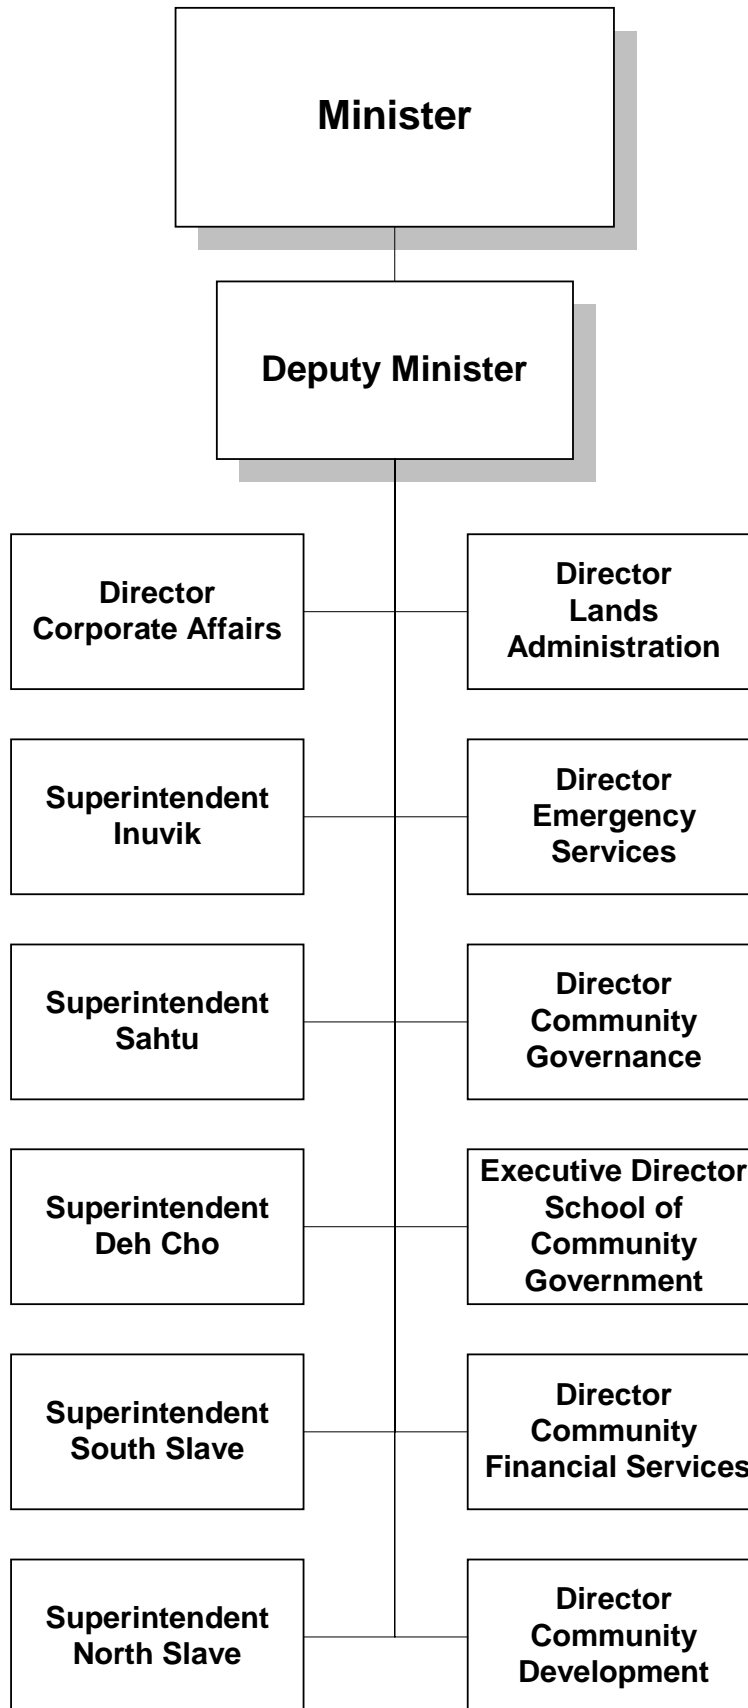 Minister
Deputy Minister
Director
Corporate Affairs
Director
Lands
Administration
Superintendent
Inuvik
Director
Emergency
Services
Superintendent
Sahtu
Director
Community
Governance
Superintendent
Deh Cho
Executive Director
School of
Community
Government
Superintendent
South Slave
Director
Community
Financial Services
Superintendent
North Slave
Director
Community
Development